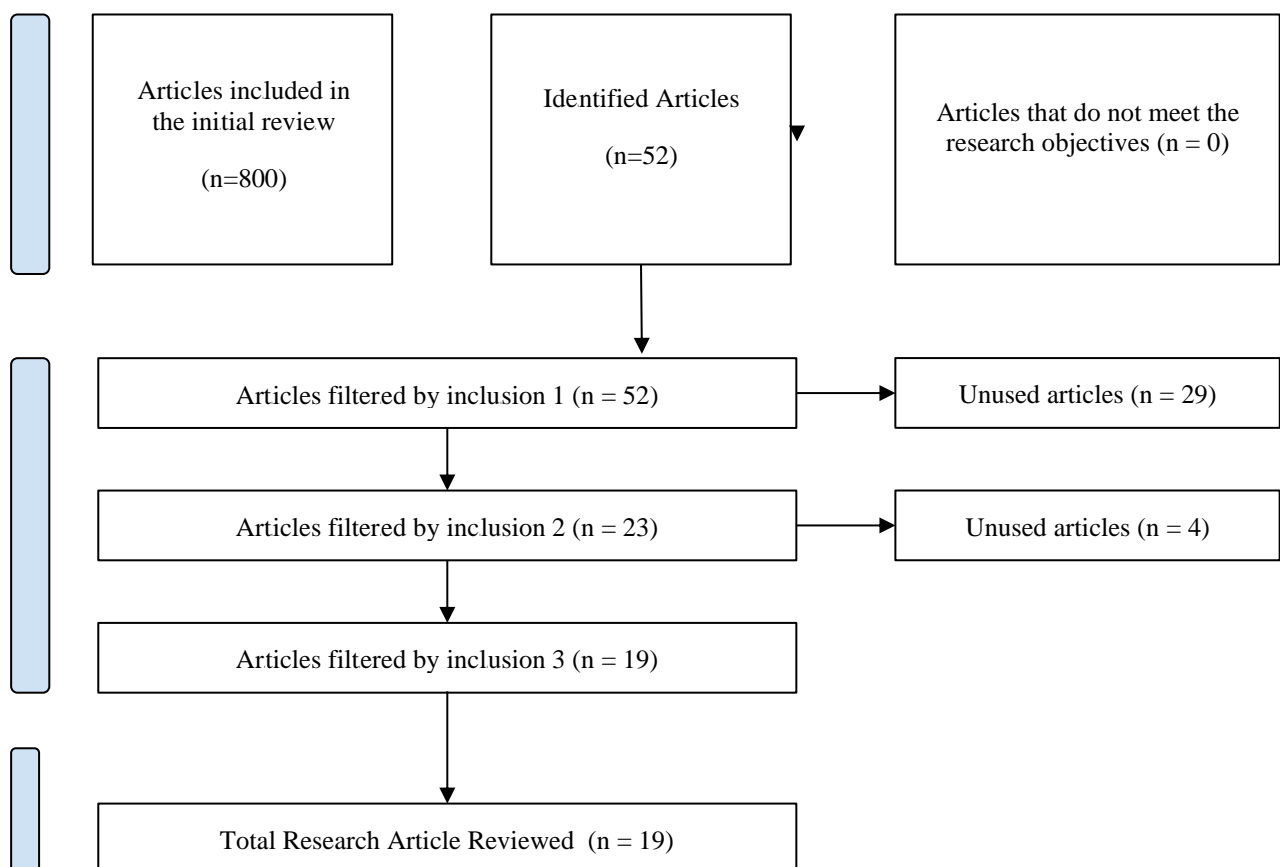 Articles included in
the initial review
(n=800)
Identified Articles
(n=52)
Articles that do not meet the
research objectives (n = 0)
Articles filtered by inclusion 1 (n = 52)
Unused articles (n = 29)
Articles filtered by inclusion 2 (n = 23)
Unused articles (n = 4)
Articles filtered by inclusion 3 (n = 19)
Total Research Article Reviewed (n = 19)